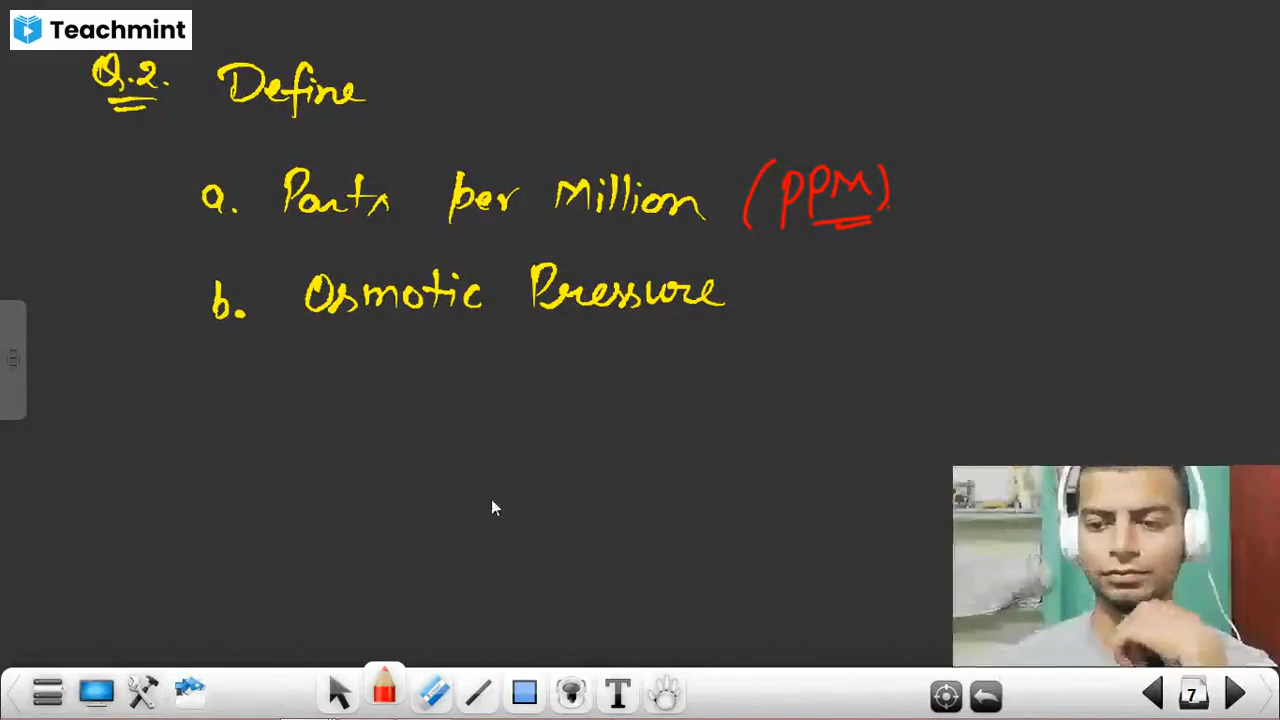 Teachmint
Q.2. Define
a. Parts per Million (PPM)
b. Osmotic Pressure
7